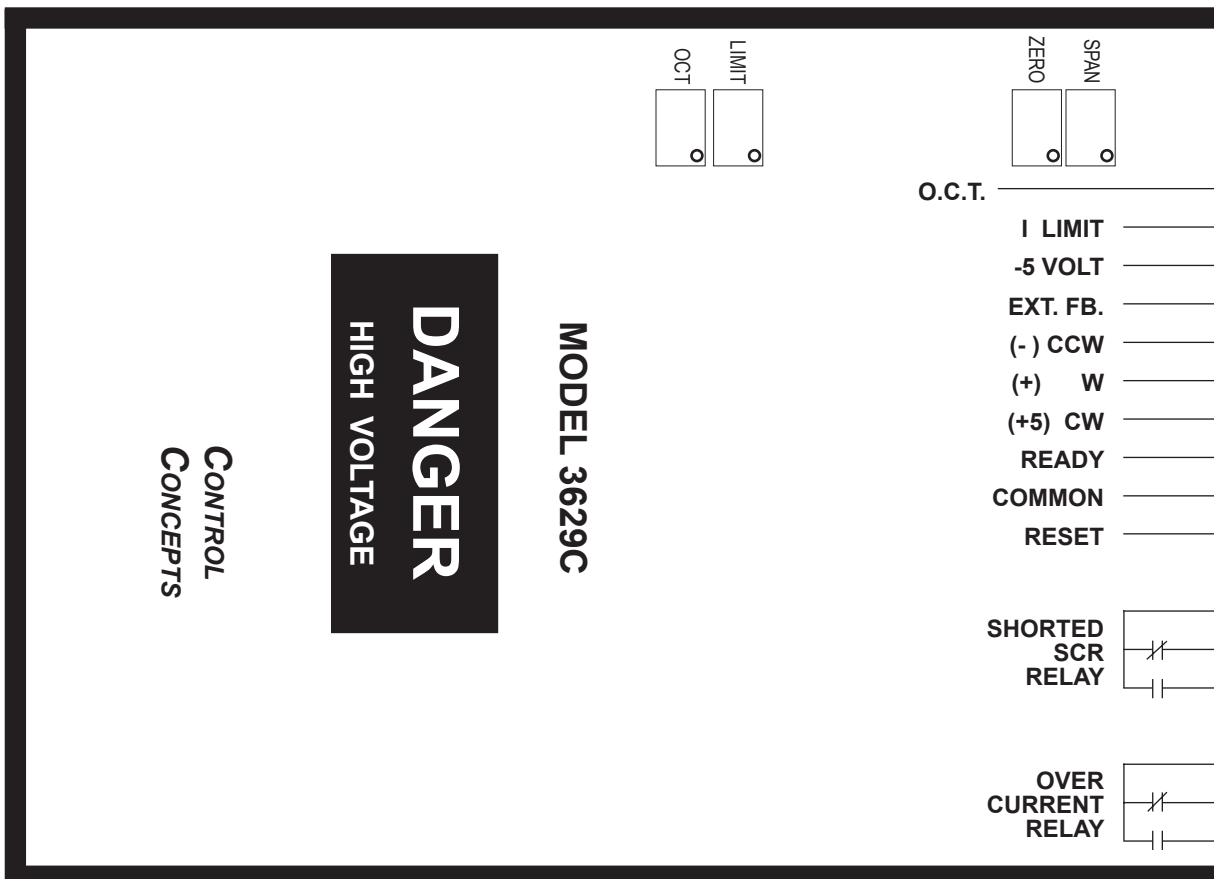 OCT
LIMIT
ZERO
SPAN
O.C.T.
I LIMIT
-5 VOLT
EXT. FB.
(- ) CCW
(+) W
(+5) CW
READY
COMMON
RESET
SHORTED
SCR
RELAY
OVER
CURRENT
RELAY
MODEL 3629C
DANGER
HIGH VOLTAGE
CONTROL
CONCEPTS